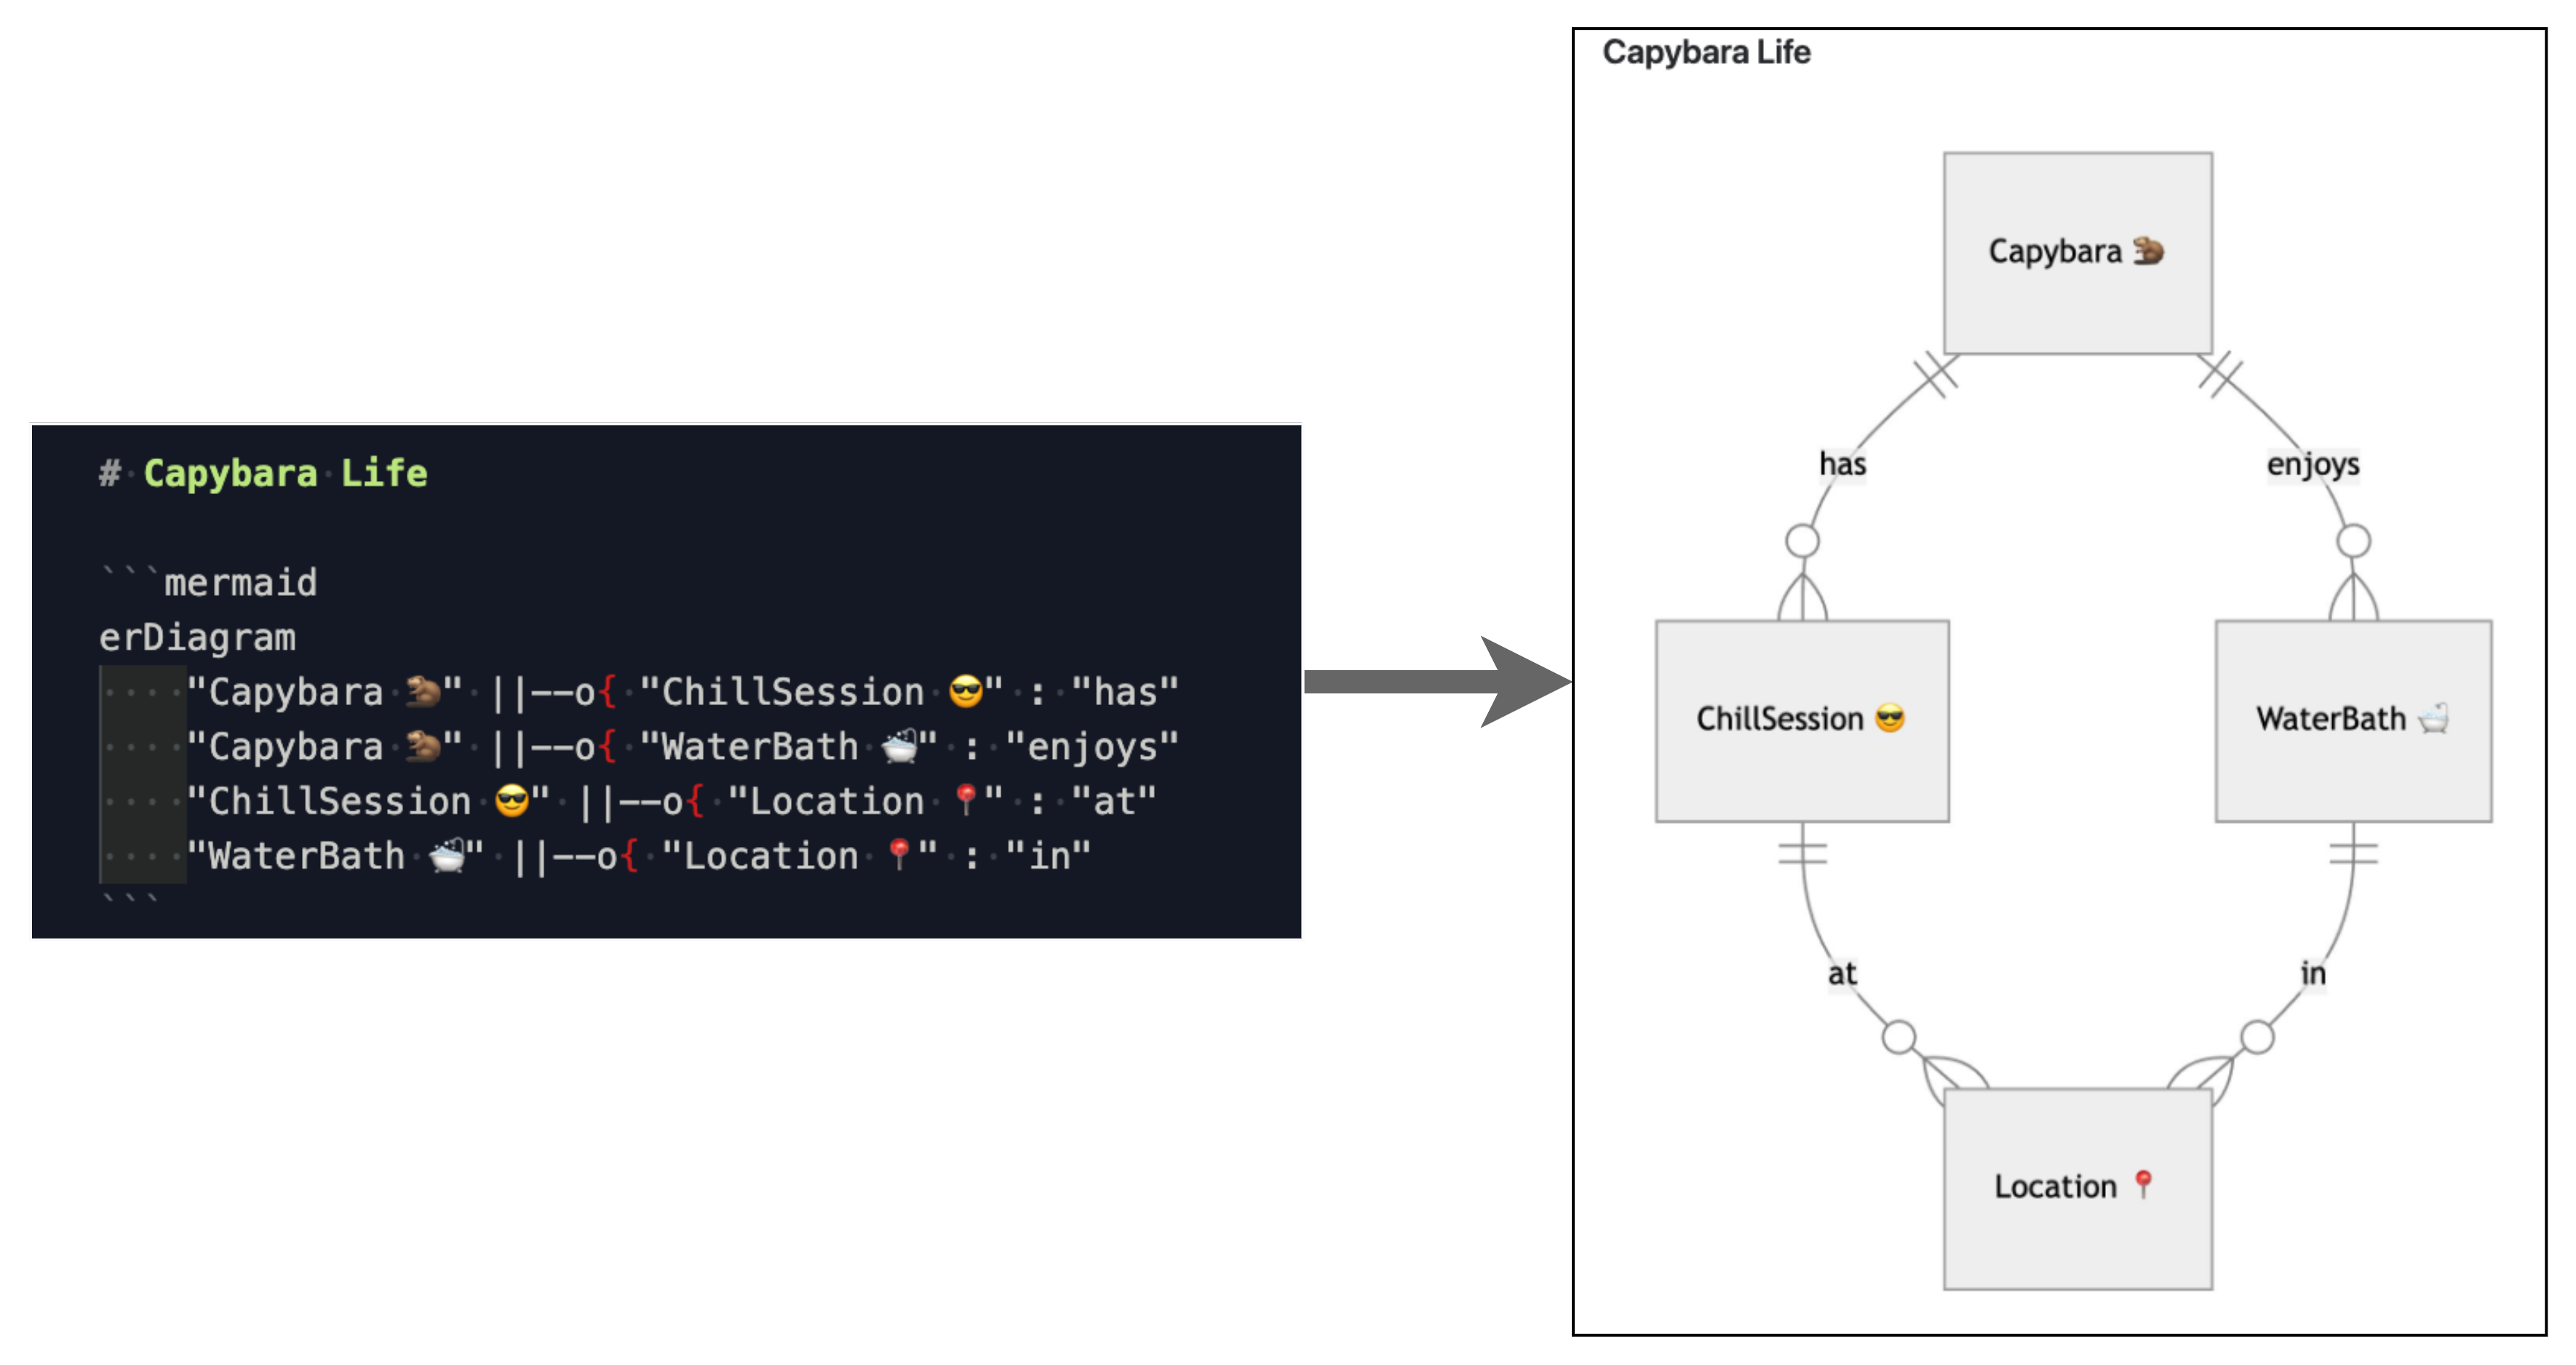 # Capybara Life
```mermaid
erDiagram
"Capybara 🦫" ||--o{ "ChillSession 😎" : "has"
"Capybara 🦫" ||--o{ "WaterBath 🛁" : "enjoys"
"ChillSession 😎" ||--o{ "Location 📍" : "at"
"WaterBath 🛁" ||--o{ "Location 📍" : "in"
```
Capybara Life
Capybara 🦫
has
enjoys
ChillSession 😎
WaterBath 🛁
at
in
Location 📍